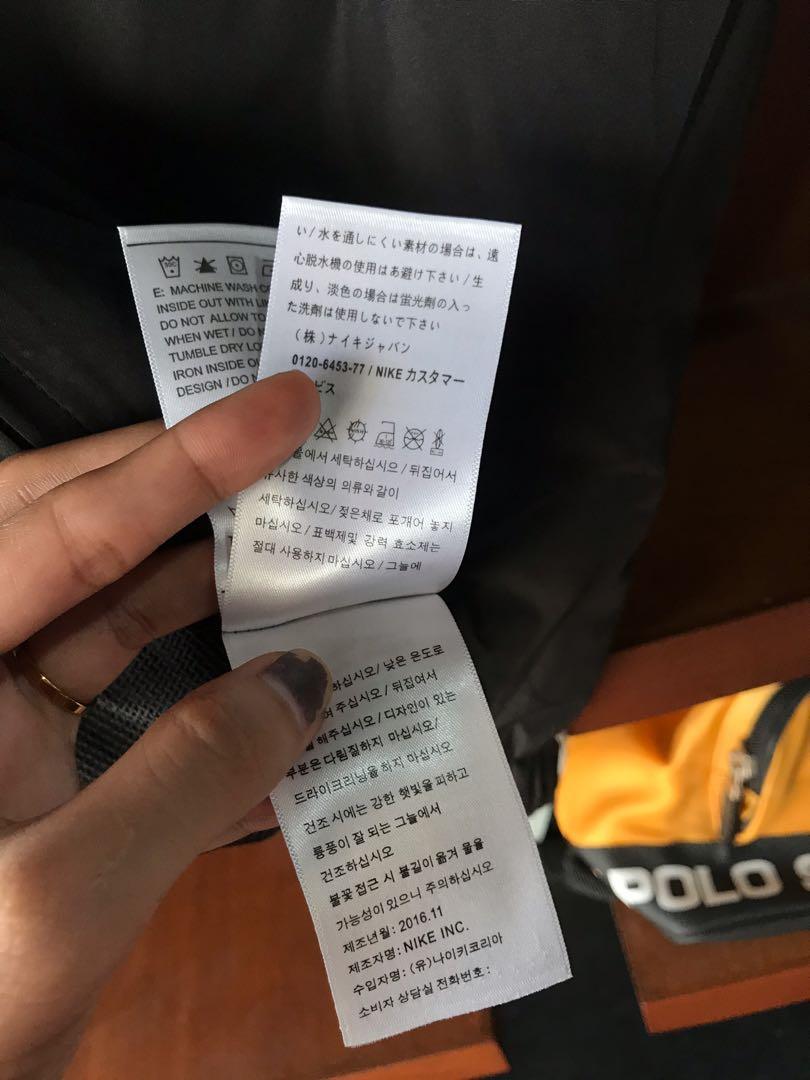 30C
E: MACHINE WASH
INSIDE OUT WITH
DO NOT ALLOW TO
WHEN WET / DO
TUMBLE DRY
IRON INSIDE
DESIGN / DO
い/水を通しにくい素材の場合は、遠
心脱水機の使用はあ避け下さい/生
成り、淡色の場合は蛍光剤の入っ
た洗剤は使用しないで下さい
(株)ナイキジャパン
0120-6453-77 / NIKE カスタマー
ビス
에서 세탁하십시으/뒤집어서
유사한 색상의 의류와같이
세탁하십시오/젖은채로 포개어 놓지
마십시오/표백제및 강력 효소제는
절대 사용하지마십시오/그늘에
하십시오/낮은 온도로
주십시오/뒤집여서
해주십시오/디자인이 있는
부분은다림질하지 마십시오/
드라이크리닝을하지 마십시오
건조 시에는 강한 햇빛을 피하고
통풍이 잘 되는 그늘에서
건조하십시오
불꽃 접근 시 불길이 옮겨 물을
가능성이 있으니 주의하십시오
제조년월: 2016.11
제조자명: NIKE INC.
수입자명: (유)나이키코리아
소비자 상담실 전화번호:
POLO S